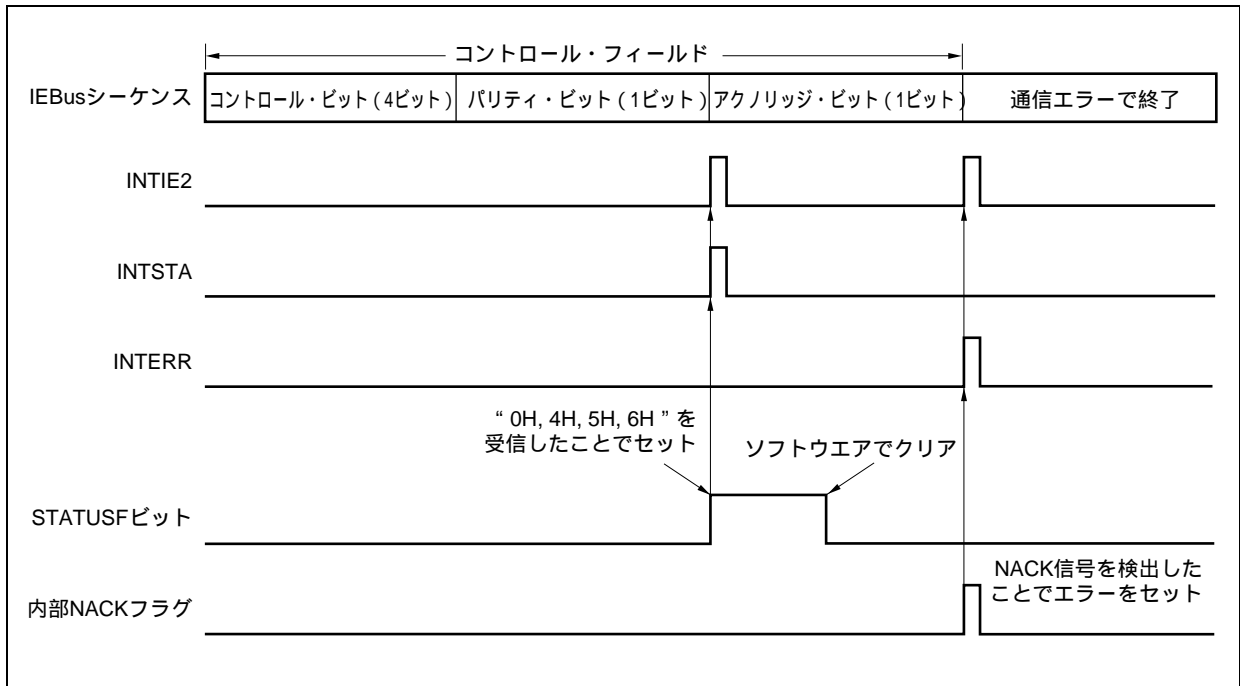 コントロール・フィールド
IEBusシーケンス
コントロール・ビット(4ビット)
パリティ・ビット(1ビット)
アクノリッジ・ビット(1ビット)
通信エラーで終了
INTIE2
INTSTA
INTERR
“0H, 4H, 5H, 6H”を
受信したことでセット
ソフトウエアでクリア
STATUSFビット
NACK信号を検出した
ことでエラーをセット
内部NACKフラグ